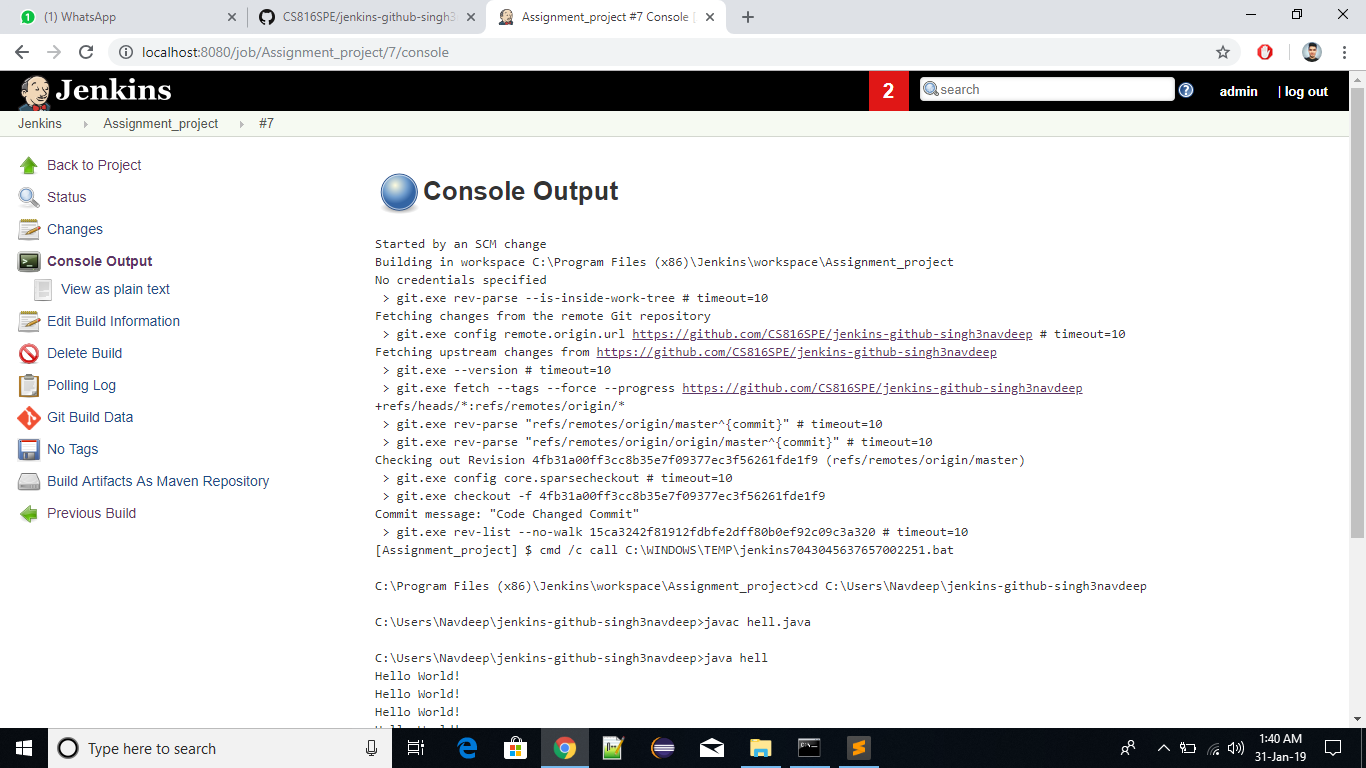 1 (1) WhatsApp
CS816SPE/jenkins-github-singh3
Assignment_project #7 Console [
localhost:8080/job/Assignment_project/7/console
Jenkins
2
search
admin
| log out
Jenkins
Assignment_project
#7
Back to Project
Status
Changes
Console Output
View as plain text
Edit Build Information
Delete Build
Polling Log
Git Build Data
No Tags
Build Artifacts As Maven Repository
Previous Build
Console Output
Started by an SCM change
Building in workspace C:\Program Files (x86)\Jenkins\workspace\Assignment_project
No credentials specified
> git.exe rev-parse --is-inside-work-tree # timeout=10
Fetching changes from the remote Git repository
> git.exe config remote.origin.url https://github.com/CS816SPE/jenkins-github-singh3navdeep # timeout=10
Fetching upstream changes from https://github.com/CS816SPE/jenkins-github-singh3navdeep
> git.exe --version # timeout=10
> git.exe fetch --tags --force --progress https://github.com/CS816SPE/jenkins-github-singh3navdeep
+refs/heads/*:refs/remotes/origin/*
> git.exe rev-parse "refs/remotes/origin/master^{commit}" # timeout=10
> git.exe rev-parse "refs/remotes/origin/origin/master^{commit}" # timeout=10
Checking out Revision 4fb31a00ff3cc8b35e7f09377ec3f56261fde1f9 (refs/remotes/origin/master)
> git.exe config core.sparsecheckout # timeout=10
> git.exe checkout -f 4fb31a00ff3cc8b35e7f09377ec3f56261fde1f9
Commit message: "Code Changed Commit"
> git.exe rev-list --no-walk 15ca3242f81912fdbfe2dff80b0ef92c09c3a320 # timeout=10
[Assignment_project] $ cmd /c call C:\WINDOWS\TEMP\jenkins7043045637657002251.bat
C:\Program Files (x86)\Jenkins\workspace\Assignment_project>cd C:\Users\Navdeep\jenkins-github-singh3navdeep
C:\Users\Navdeep\jenkins-github-singh3navdeep>javac hell.java
C:\Users\Navdeep\jenkins-github-singh3navdeep>java hell
Hello World!
Hello World!
Hello World!
Type here to search
1:40 AM
31-Jan-19